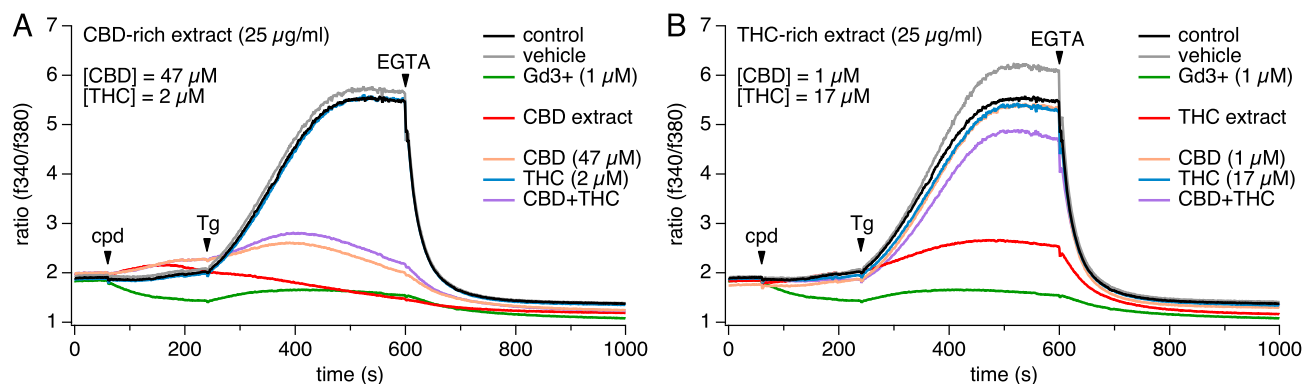 A
CBD-rich extract (25 µg/ml)
[CBD] = 47 µM
[THC] = 2 µM
EGTA
control
vehicle
Gd3+ (1 µM)
CBD extract
CBD (47 µM)
THC (2 µM)
CBD+THC
cpd
Tg
ratio (f340/f380)
7
6
5
4
3
2
1
0
200
400
600
800
1000
time (s)
B
THC-rich extract (25 µg/ml)
[CBD] = 1 µM
[THC] = 17 µM
EGTA
control
vehicle
Gd3+ (1 µM)
THC extract
CBD (1 µM)
THC (17 µM)
CBD+THC
cpd
Tg
ratio (f340/f380)
7
6
5
4
3
2
1
0
200
400
600
800
1000
time (s)